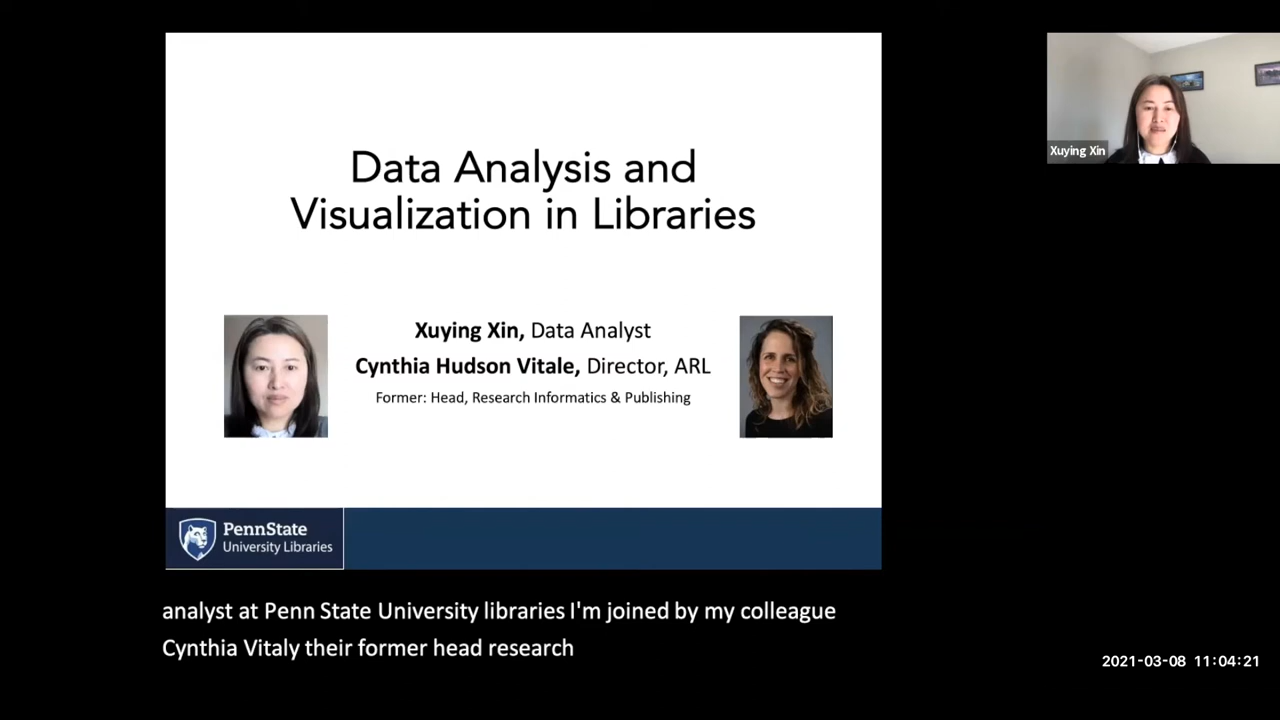 Data Analysis and
Visualization in Libraries
Xuying Xin, Data Analyst
Cynthia Hudson Vitale, Director, ARL
Former: Head, Research Informatics & Publishing
PennState
University Libraries
Xuying Xin
analyst at Penn State University libraries I'm joined by my colleague
Cynthia Vitaly their former head research
2021-03-08 11:04:21